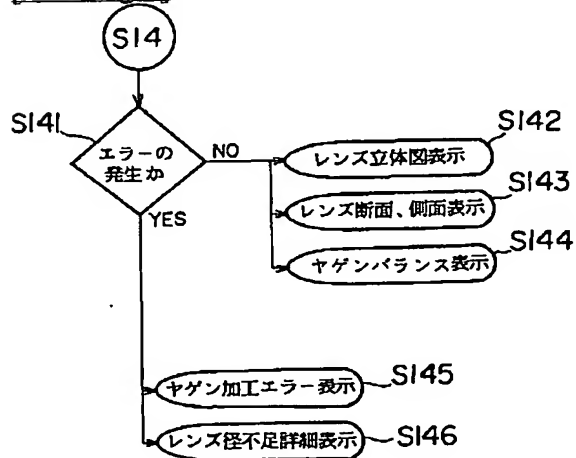 S14
S141
エラーの
発生か
NO
YES
S142
レンズ立体図表示
S143
レンズ断面、側面表示
S144
ヤゲンバランス表示
ヤゲン加工エラー表示
S145
レンズ径不足詳細表示
S146